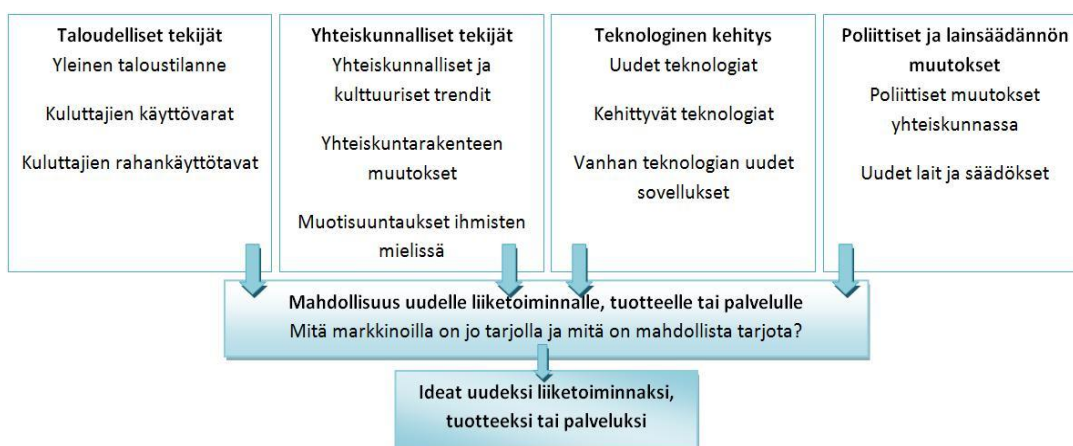 Taloudelliset tekijät
Yleinen taloustilanne
Kuluttajien käyttövarat
Kuluttajien rahankäyttötavat
Yhteiskunnalliset tekijät
Yhteiskunnalliset ja
kulttuuriset trendit
Yhteiskuntarakenteen
muutokset
Muotisuuntaukset ihmisten
mielissä
Teknologinen kehitys
Uudet teknologiat
Kehittyvät teknologiat
Vanhan teknologian uudet
sovellukset
Poliittiset ja lainsäädännön
muutokset
Poliittiset muutokset
yhteiskunnassa
Uudet lait ja säädökset
Mahdollisuus uudelle liiketoiminnalle, tuotteelle tai palvelulle
Mitä markkinoilla on jo tarjolla ja mitä on mahdollista tarjota?
Ideat uudeksi liiketoiminnaksi,
tuotteeksi tai palveluksi